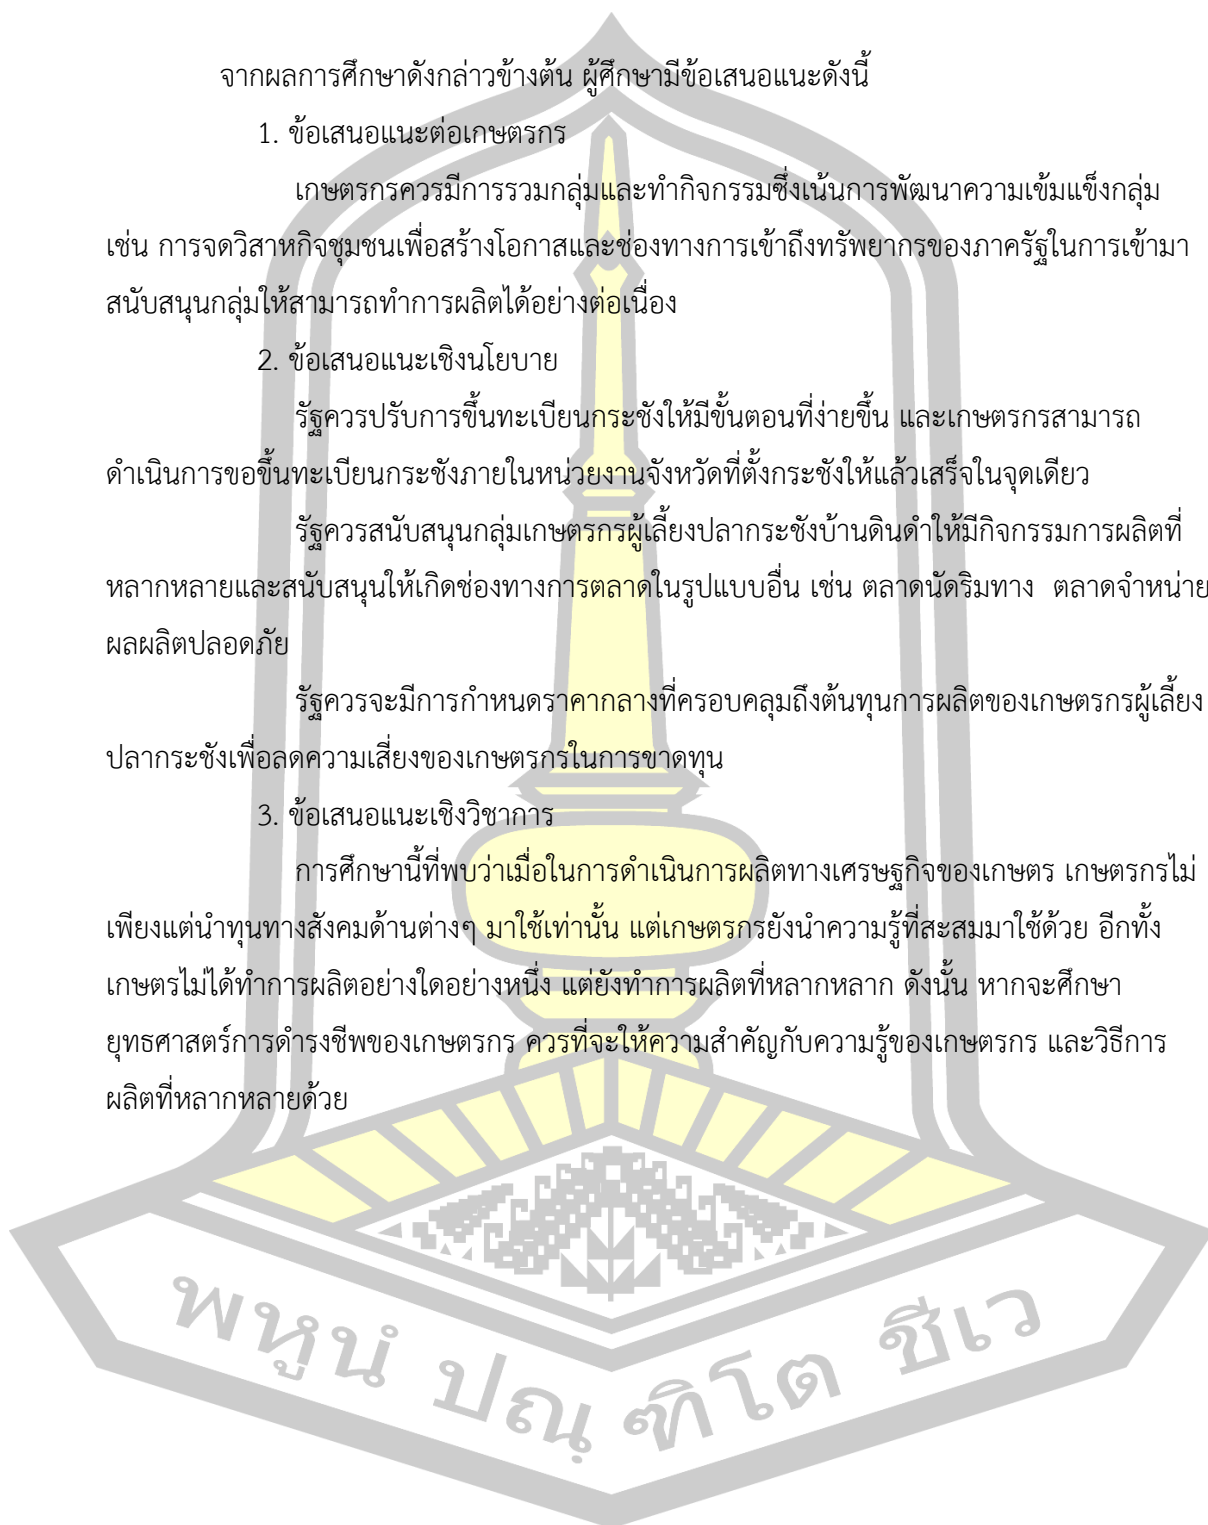 จากผลการศึกษาดังกล่าวข้างต้น ผู้ศึกษามีข้อเสนอแนะดังนี้
1. ข้อเสนอแนะต่อเกษตรกร
เกษตรกรควรมีการรวมกลุ่มและทำกิจกรรมซึ่งเน้นการพัฒนาความเข้มแข็งกลุ่ม
เช่น การจดวิสาหกิจชุมชนเพื่อสร้างโอกาสและช่องทางการเข้าถึงทรัพยากรของภาครัฐในการเข้ามา
สนับสนุนกลุ่มให้สามารถทำการผลิตได้อย่างต่อเนื่อง
2. ข้อเสนอแนะเชิงนโยบาย
รัฐควรปรับการขึ้นทะเบียนกระชังให้มีขั้นตอนที่ง่ายขึ้น และเกษตรกรสามารถ
ดำเนินการขอขึ้นทะเบียนกระชังภายในหน่วยงานจังหวัดที่ตั้งกระชังให้แล้วเสร็จในจุดเดียว
รัฐควรสนับสนุนกลุ่มเกษตรกรผู้เลี้ยงปลากระชังบ้านดินดำให้มีกิจกรรมการผลิตที่
หลากหลายและสนับสนุนให้เกิดช่องทางการตลาดในรูปแบบอื่น เช่น ตลาดนัดริมทาง  ตลาดจำหน่าย
ผลผลิตปลอดภัย
รัฐควรจะมีการกำหนดราคากลางที่ครอบคลุมถึงต้นทุนการผลิตของเกษตรกรผู้เลี้ยง
ปลากระชังเพื่อลดความเสี่ยงของเกษตรกรในการขาดทุน
3. ข้อเสนอแนะเชิงวิชาการ
การศึกษานี้ที่พบว่าเมื่อในการดำเนินการผลิตทางเศรษฐกิจของเกษตร เกษตรกรไม่
เพียงแต่นำทุนทางสังคมด้านต่างๆ มาใช้เท่านั้น แต่เกษตรกรยังนำความรู้ที่สะสมมาใช้ด้วย อีกทั้ง
เกษตรไม่ได้ทำการผลิตอย่างใดอย่างหนึ่ง แต่ยังทำการผลิตที่หลากหลาก ดังนั้น หากจะศึกษา
ยุทธศาสตร์การดำรงชีพของเกษตรกร ควรที่จะให้ความสำคัญกับความรู้ของเกษตรกร และวิธีการ
ผลิตที่หลากหลายด้วย
พหูนํ ปณฺฑิโต ชีเว